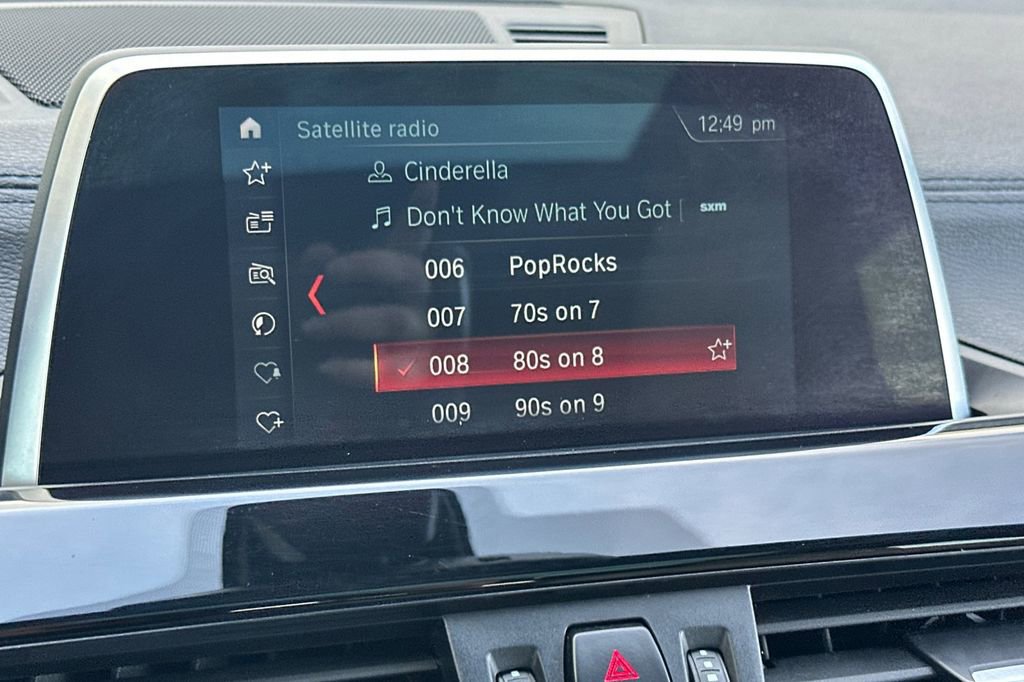 Satellite radio 12:49 pm
Cinderella
Don't Know What You Got sxm
006 PopRocks
007 70s on 7
008 80s on 8
009 90s on 9